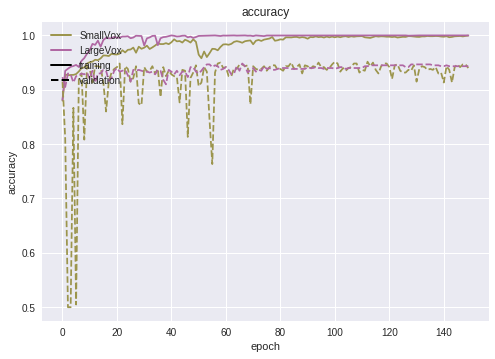 accuracy
1.0
0.9
0.8
0.7
0.6
0.5
accuracy
SmallVox
LargeVox
training
validation
0 20 40 60 80 100 120 140
epoch